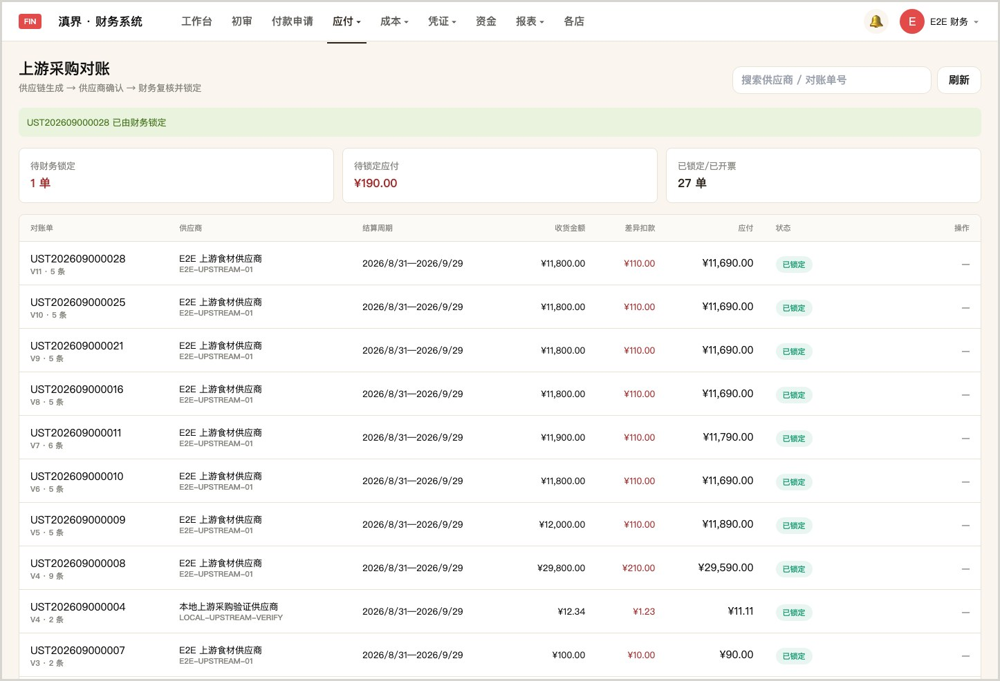 FIN 滇界 · 财务系统 工作台 初审 付款申请 应付 成本 凭证 资金 报表 各店 E E2E 财务
上游采购对账
供应链生成 → 供应商确认 → 财务复核并锁定
搜索供应商 / 对账单号 刷新
UST202609000028 已由财务锁定
待财务锁定 待锁定应付 已锁定/已开票
1 单 ¥190.00 27 单
对账单 供应商 结算周期 收货金额 差异扣款 应付 状态 操作
UST202609000028 E2E 上游食材供应商 2026/8/31—2026/9/29 ¥11,800.00 ¥110.00 ¥11,690.00 已锁定 —
V11 · 5 条 E2E-UPSTREAM-01
UST202609000025 E2E 上游食材供应商 2026/8/31—2026/9/29 ¥11,800.00 ¥110.00 ¥11,690.00 已锁定 —
V10 · 5 条 E2E-UPSTREAM-01
UST202609000021 E2E 上游食材供应商 2026/8/31—2026/9/29 ¥11,800.00 ¥110.00 ¥11,690.00 已锁定 —
V9 · 5 条 E2E-UPSTREAM-01
UST202609000016 E2E 上游食材供应商 2026/8/31—2026/9/29 ¥11,800.00 ¥110.00 ¥11,690.00 已锁定 —
V8 · 5 条 E2E-UPSTREAM-01
UST202609000011 E2E 上游食材供应商 2026/8/31—2026/9/29 ¥11,900.00 ¥110.00 ¥11,790.00 已锁定 —
V7 · 6 条 E2E-UPSTREAM-01
UST202609000010 E2E 上游食材供应商 2026/8/31—2026/9/29 ¥11,800.00 ¥110.00 ¥11,690.00 已锁定 —
V6 · 5 条 E2E-UPSTREAM-01
UST202609000009 E2E 上游食材供应商 2026/8/31—2026/9/29 ¥12,000.00 ¥110.00 ¥11,890.00 已锁定 —
V5 · 5 条 E2E-UPSTREAM-01
UST202609000008 E2E 上游食材供应商 2026/8/31—2026/9/29 ¥29,800.00 ¥210.00 ¥29,590.00 已锁定 —
V4 · 9 条 E2E-UPSTREAM-01
UST202609000004 本地上游采购验证供应商 2026/8/31—2026/9/29 ¥12.34 ¥1.23 ¥11.11 已锁定 —
V4 · 2 条 LOCAL-UPSTREAM-VERIFY
UST202609000007 E2E 上游食材供应商 2026/8/31—2026/9/29 ¥100.00 ¥10.00 ¥90.00 已锁定 —
V3 · 2 条 E2E-UPSTREAM-01